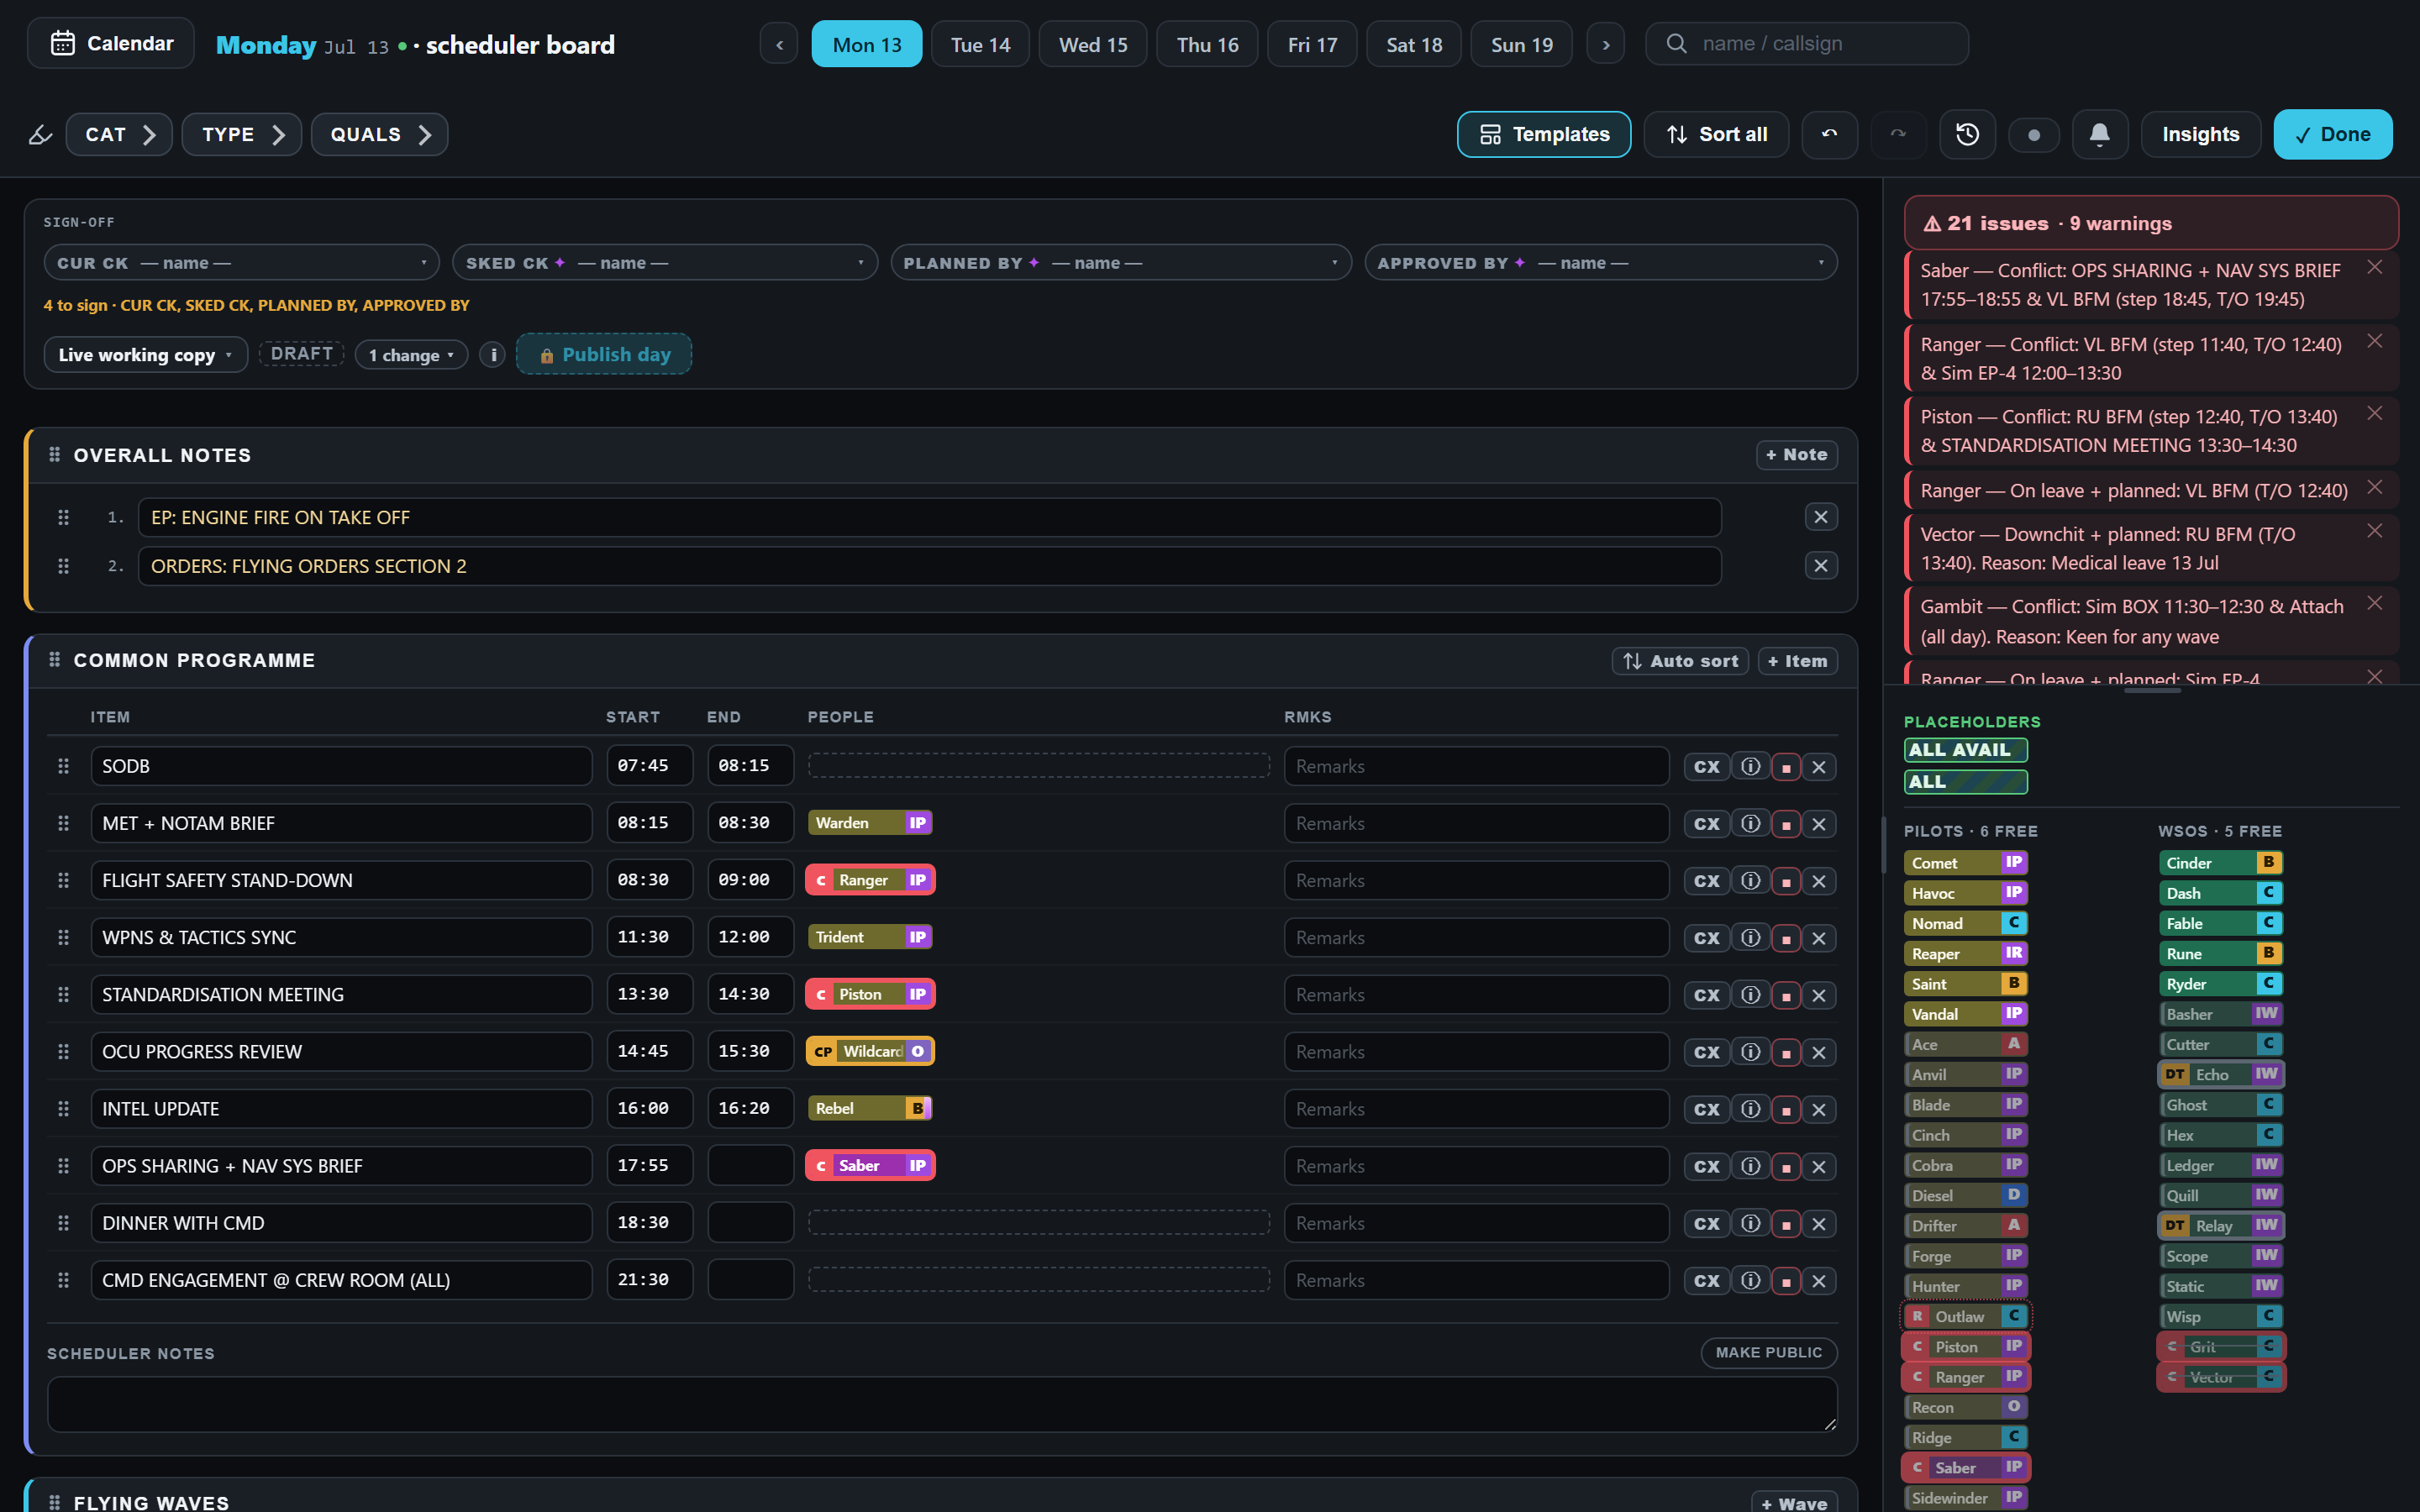 Calendar
Monday Jul 13 • · scheduler board
‹ Mon 13 Tue 14 Wed 15 Thu 16 Fri 17 Sat 18 Sun 19 ›
name / callsign
CAT TYPE QUALS
Templates Sort all Insights ✓ Done
SIGN-OFF
CUR CK — name —
SKED CK ✦ — name —
PLANNED BY ✦ — name —
APPROVED BY ✦ — name —
4 to sign · CUR CK, SKED CK, PLANNED BY, APPROVED BY
Live working copy DRAFT 1 change i Publish day
OVERALL NOTES + Note
1. EP: ENGINE FIRE ON TAKE OFF
2. ORDERS: FLYING ORDERS SECTION 2
COMMON PROGRAMME Auto sort + Item
ITEM START END PEOPLE RMKS
SODB 07:45 08:15 Remarks CX
MET + NOTAM BRIEF 08:15 08:30 Warden IP Remarks CX
FLIGHT SAFETY STAND-DOWN 08:30 09:00 C Ranger IP Remarks CX
WPNS & TACTICS SYNC 11:30 12:00 Trident IP Remarks CX
STANDARDISATION MEETING 13:30 14:30 C Piston IP Remarks CX
OCU PROGRESS REVIEW 14:45 15:30 CP Wildcard O Remarks CX
INTEL UPDATE 16:00 16:20 Rebel B Remarks CX
OPS SHARING + NAV SYS BRIEF 17:55 C Saber IP Remarks CX
DINNER WITH CMD 18:30 Remarks CX
CMD ENGAGEMENT @ CREW ROOM (ALL) 21:30 Remarks CX
SCHEDULER NOTES MAKE PUBLIC
FLYING WAVES + Wave
⚠ 21 issues · 9 warnings
Saber — Conflict: OPS SHARING + NAV SYS BRIEF
17:55–18:55 & VL BFM (step 18:45, T/O 19:45)
Ranger — Conflict: VL BFM (step 11:40, T/O 12:40)
& Sim EP-4 12:00–13:30
Piston — Conflict: RU BFM (step 12:40, T/O 13:40)
& STANDARDISATION MEETING 13:30–14:30
Ranger — On leave + planned: VL BFM (T/O 12:40)
Vector — Downchit + planned: RU BFM (T/O
13:40). Reason: Medical leave 13 Jul
Gambit — Conflict: Sim BOX 11:30–12:30 & Attach
(all day). Reason: Keen for any wave
Ranger — On leave + planned: Sim EP-4
PLACEHOLDERS
ALL AVAIL
ALL
PILOTS · 6 FREE
Comet IP
Havoc IP
Nomad C
Reaper IR
Saint B
Vandal IP
Ace A
Anvil IP
Blade IP
Cinch IP
Cobra IP
Diesel D
Drifter A
Forge IP
Hunter IP
R Outlaw C
C Piston IP
C Ranger IP
Recon O
Ridge C
C Saber IP
Sidewinder IP
WSOS · 5 FREE
Cinder B
Dash C
Fable C
Rune B
Ryder C
Basher IW
Cutter C
DT Echo IW
Ghost C
Hex C
Ledger IW
Quill IW
DT Relay IW
Scope IW
Static IW
Wisp C
C Grit C
C Vector C